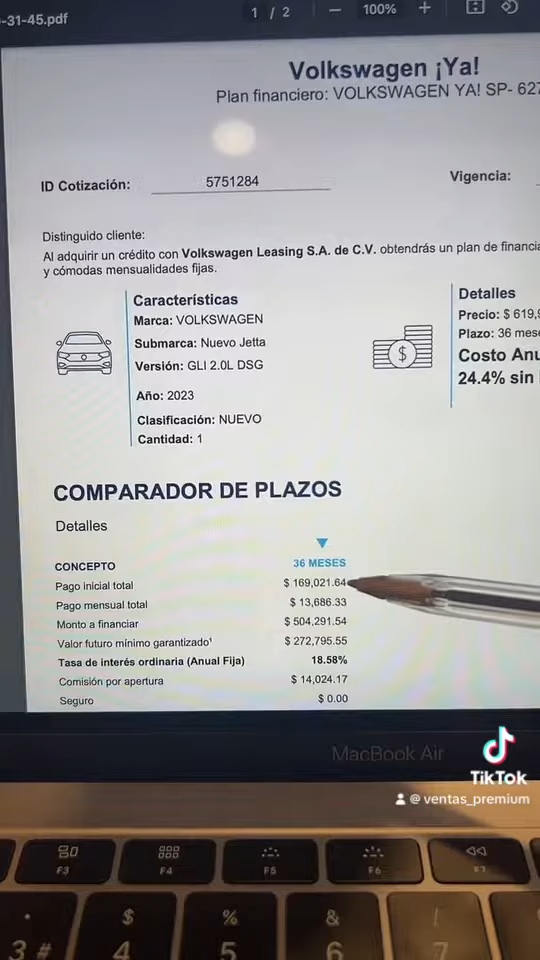 -31-45.pdf
1 / 2
100%
Volkswagen ¡Ya!
Plan financiero: VOLKSWAGEN YA! SP- 627
ID Cotización: 5751284 Vigencia:
Distinguido cliente:
Al adquirir un crédito con Volkswagen Leasing S.A. de C.V. obtendrás un plan de financia
y cómodas mensualidades fijas.
Características
Marca: VOLKSWAGEN
Submarca: Nuevo Jetta
Versión: GLI 2.0L DSG
Año: 2023
Clasificación: NUEVO
Cantidad: 1
Detalles
Precio: $ 619,9
Plazo: 36 mese
Costo Anu
24.4% sin
COMPARADOR DE PLAZOS
Detalles
CONCEPTO 36 MESES
Pago inicial total $ 169,021.64
Pago mensual total $ 13,686.33
Monto a financiar $ 504,291.54
Valor futuro mínimo garantizado¹ $ 272,795.55
Tasa de interés ordinaria (Anual Fija) 18.58%
Comisión por apertura $ 14,024.17
Seguro $ 0.00
MacBook Air
TikTok
@ ventas_premium
F3 F4 F5 F6 F7
$ % & /
3 # 4 5 6 7